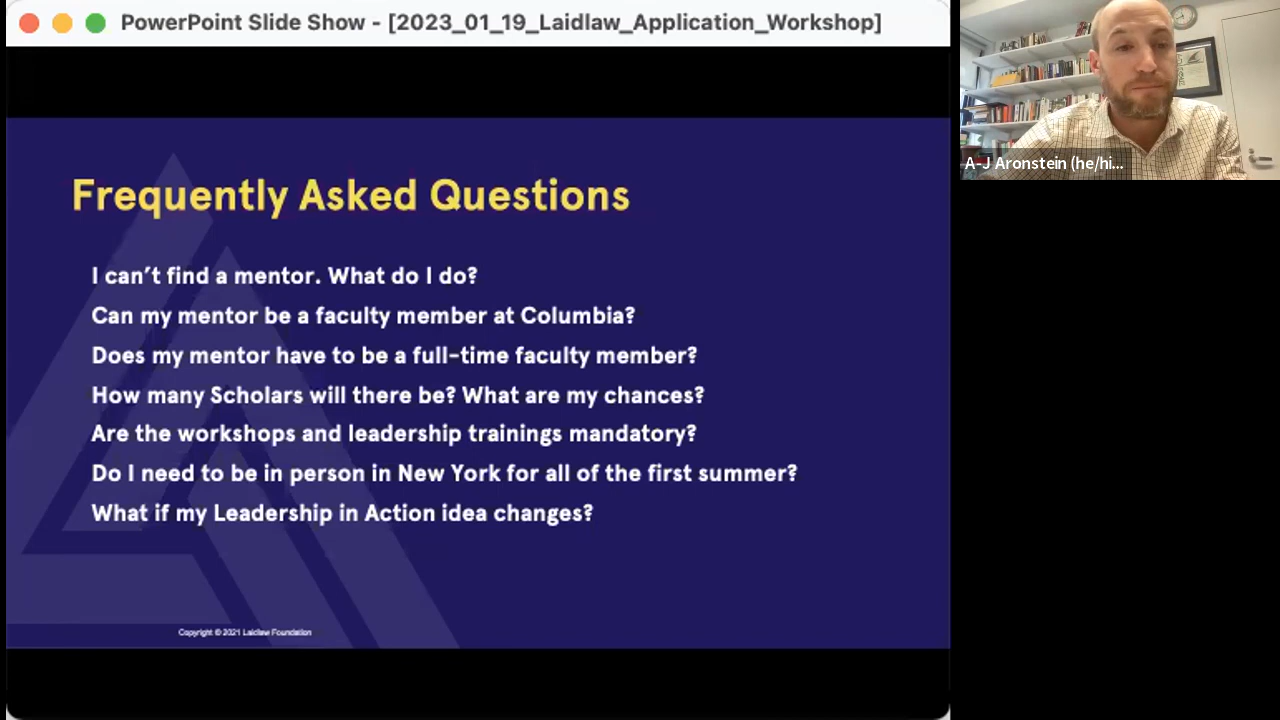 PowerPoint Slide Show - [2023_01_19_Laidlaw_Application_Workshop]
Frequently Asked Questions
I can’t find a mentor. What do I do?
Can my mentor be a faculty member at Columbia?
Does my mentor have to be a full-time faculty member?
How many Scholars will there be? What are my chances?
Are the workshops and leadership trainings mandatory?
Do I need to be in person in New York for all of the first summer?
What if my Leadership in Action idea changes?
Copyright © 2021 Laidlaw Foundation
A-J Aronstein (he/hi...